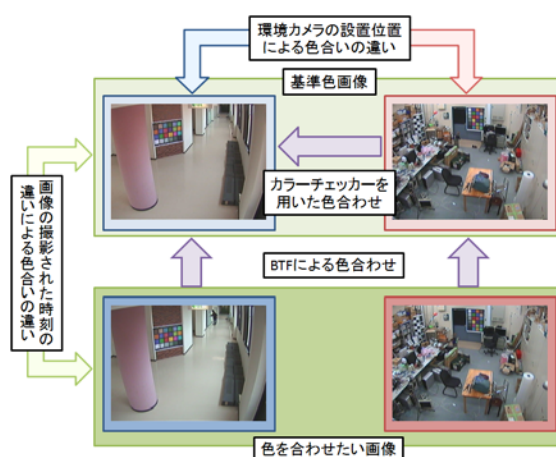 環境カメラの設置位置
による色合いの違い
基準色画像
カラーチェッカーを
用いた色合わせ
画像の撮影された時刻の
違いによる色合いの違い
BTFによる色合わせ
色を合わせたい画像